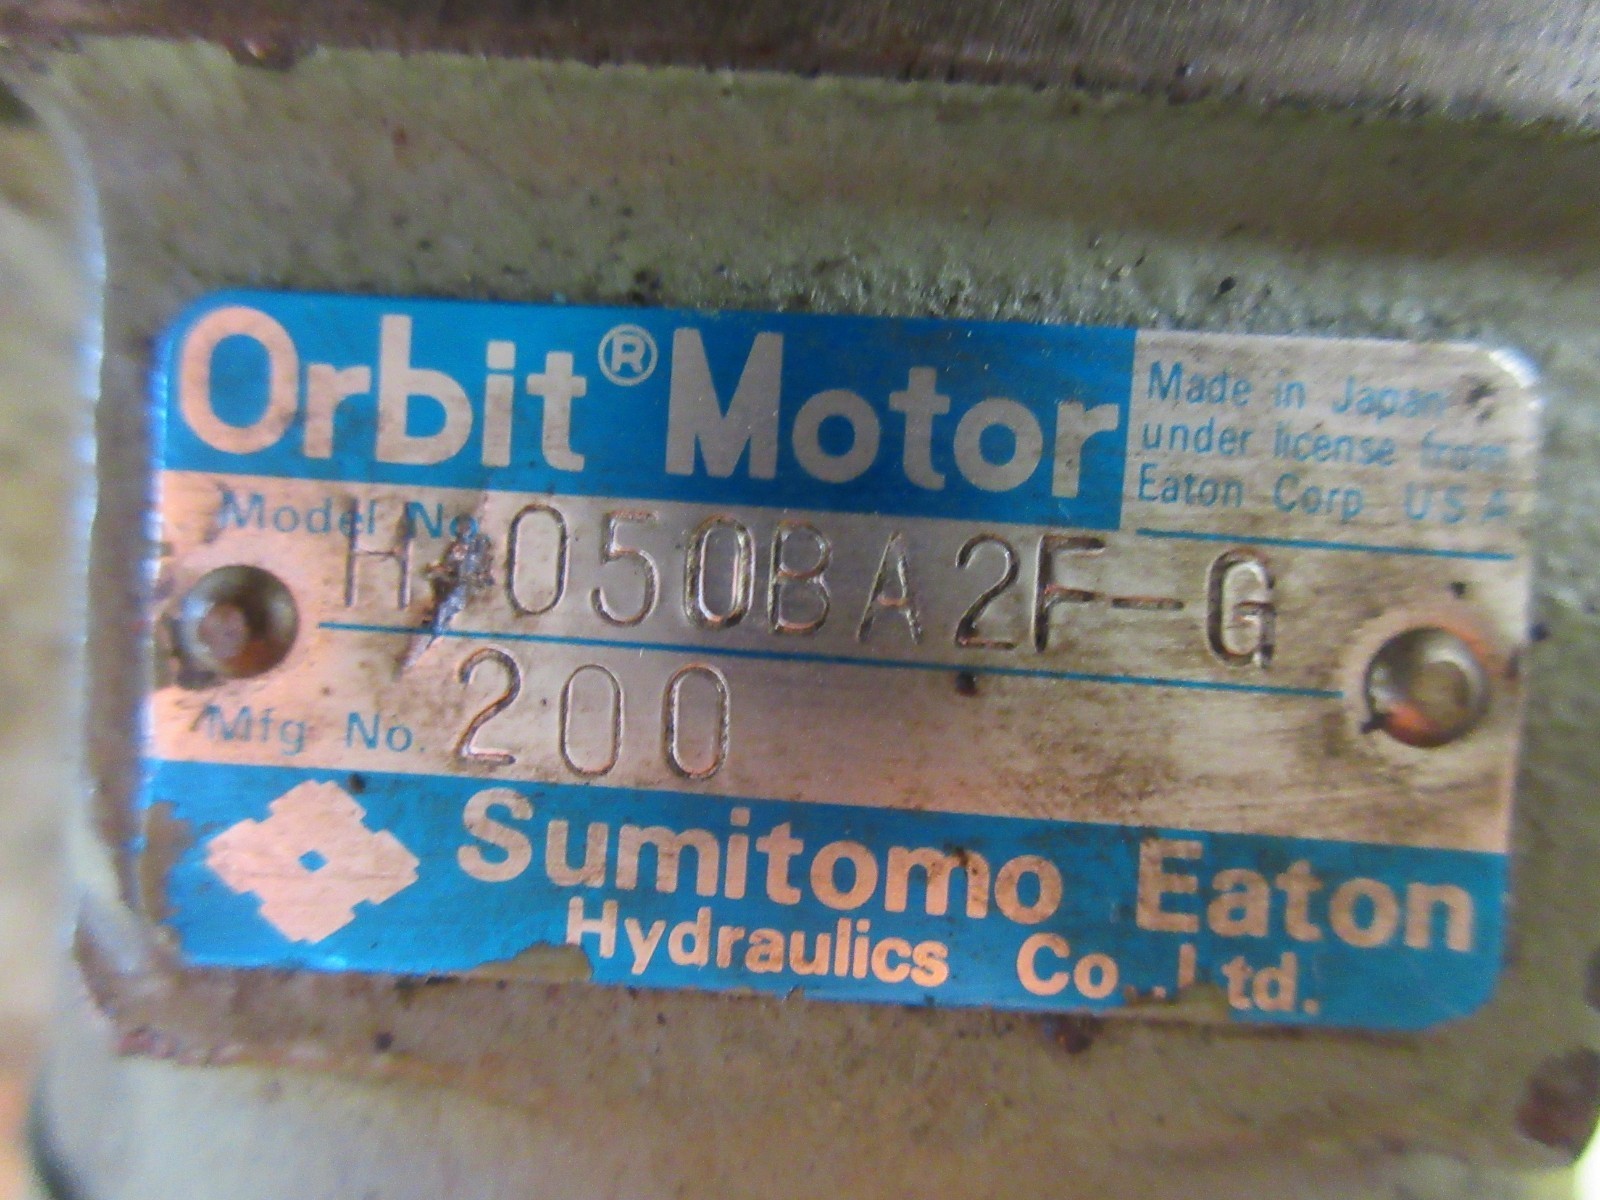 Orbit® Motor
Made in Japan
under license from
Eaton Corp U S A
Model No. H-050BA2F-G
Mfg No. 200
Sumitomo Eaton
Hydraulics Co.,Ltd.